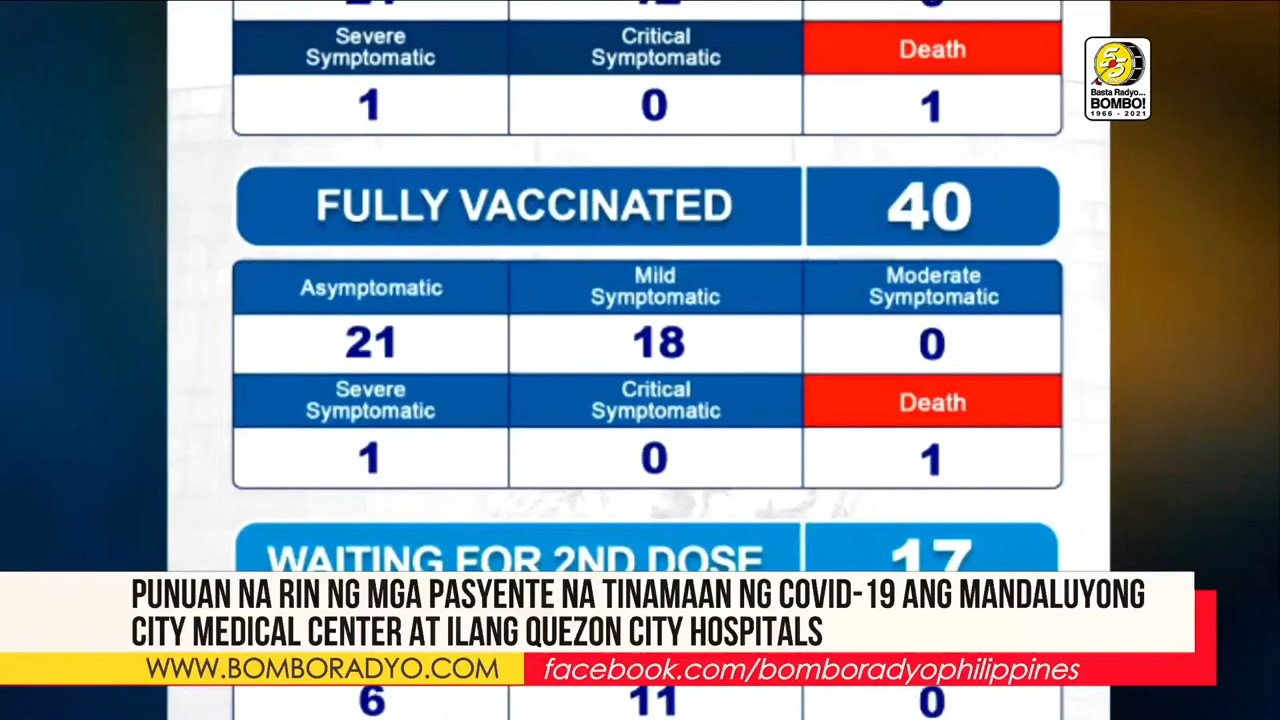 Severe Symptomatic
Critical Symptomatic
Death
1
0
1
55
Basta Radyo...
BOMBO!
1966 - 2021
FULLY VACCINATED
40
Asymptomatic
Mild Symptomatic
Moderate Symptomatic
21
18
0
Severe Symptomatic
Critical Symptomatic
Death
1
0
1
WAITING FOR 2ND DOSE
17
PUNUAN NA RIN NG MGA PASYENTE NA TINAMAAN NG COVID-19 ANG MANDALUYONG
CITY MEDICAL CENTER AT ILANG QUEZON CITY HOSPITALS
WWW.BOMBORADYO.COM
facebook.com/bomboradyophilippines
6
11
0